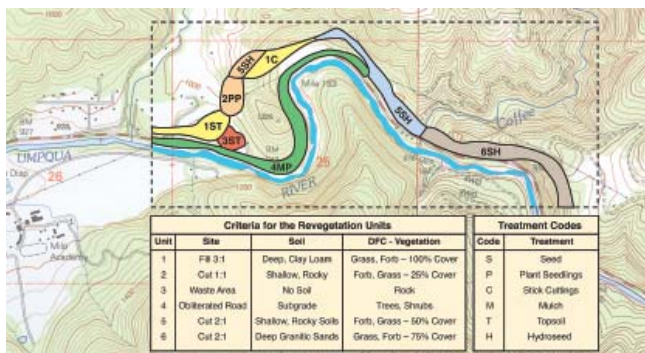 1C
5SH
2PP
1ST
3ST
4MP
5SH
6SH
Coffee
UMPQUA
RIVER
26
25
Milo
Academy
Criteria for the Revegetation Units
Unit Site Soil DFC - Vegetation
1 Fill 3:1 Deep, Clay Loam Grass, Forb – 100% Cover
2 Cut 1:1 Shallow, Rocky Forb, Grass – 25% Cover
3 Waste Area No Soil Rock
4 Obliterated Road Subgrade Trees, Shrubs
5 Cut 2:1 Shallow, Rocky Soils Forb, Grass – 50% Cover
6 Cut 2:1 Deep Granitic Sands Grass, Forb – 75% Cover
Treatment Codes
Code Treatment
S Seed
P Plant Seedlings
C Stick Cuttings
M Mulch
T Topsoil
H Hydroseed